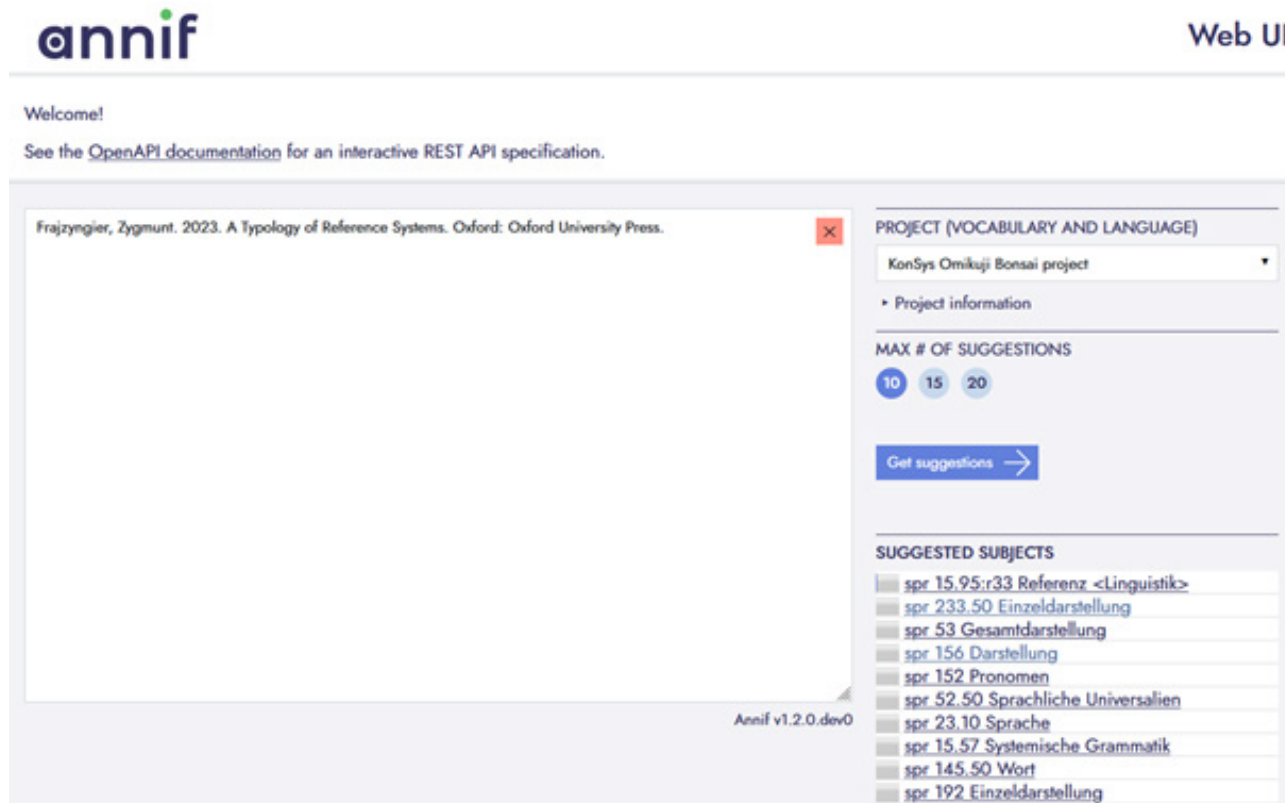 annif
Web UI
Welcome!
See the OpenAPI documentation for an interactive REST API specification.
Frajzyngier, Zygmunt. 2023. A Typology of Reference Systems. Oxford: Oxford University Press.
×
Annif v1.2.0.dev0
PROJECT (VOCABULARY AND LANGUAGE)
KonSys Omikuji Bonsai project
Project information
MAX # OF SUGGESTIONS
10 15 20
Get suggestions
SUGGESTED SUBJECTS
spr 15.95:r33 Referenz <Linguistik>
spr 233.50 Einzeldarstellung
spr 53 Gesamtdarstellung
spr 156 Darstellung
spr 152 Pronomen
spr 52.50 Sprachliche Universalien
spr 23.10 Sprache
spr 15.57 Systemische Grammatik
spr 145.50 Wort
spr 192 Einzeldarstellung